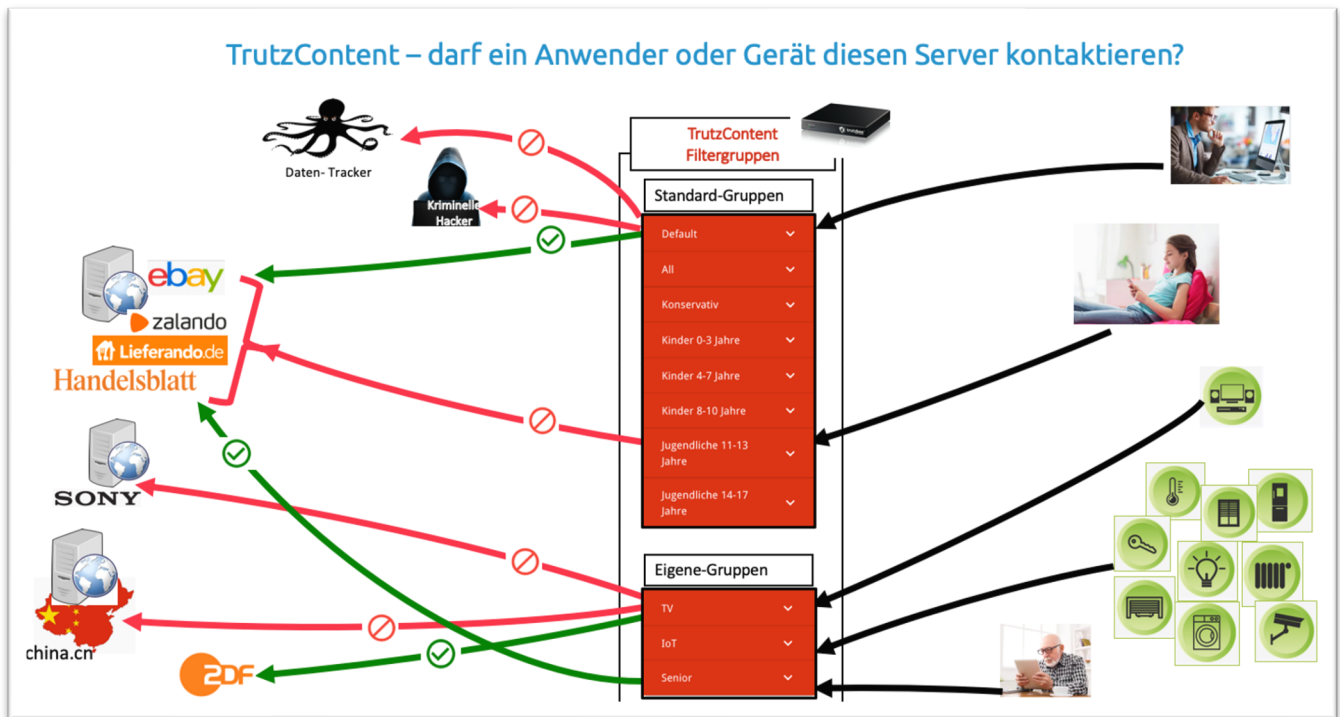 TrutzContent – darf ein Anwender oder Gerät diesen Server kontaktieren?
Daten- Tracker
Kriminelle
Hacker
TrutzContent
Filtergruppen
Standard-Gruppen
Default
All
Konservativ
Kinder 0-3 Jahre
Kinder 4-7 Jahre
Kinder 8-10 Jahre
Jugendliche 11-13
Jahre
Jugendliche 14-17
Jahre
Eigene-Gruppen
TV
IoT
Senior
ebay
zalando
Lieferando.de
Handelsblatt
SONY
china.cn
ZDF